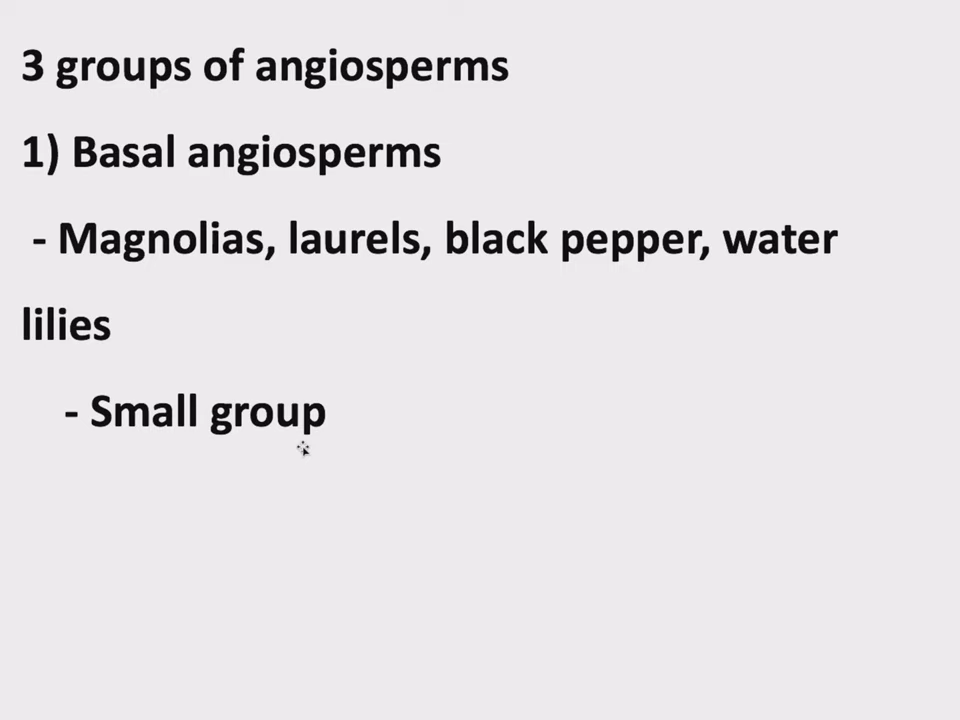 3 groups of angiosperms
1) Basal angiosperms
- Magnolias, laurels, black pepper, water
lilies
- Small group